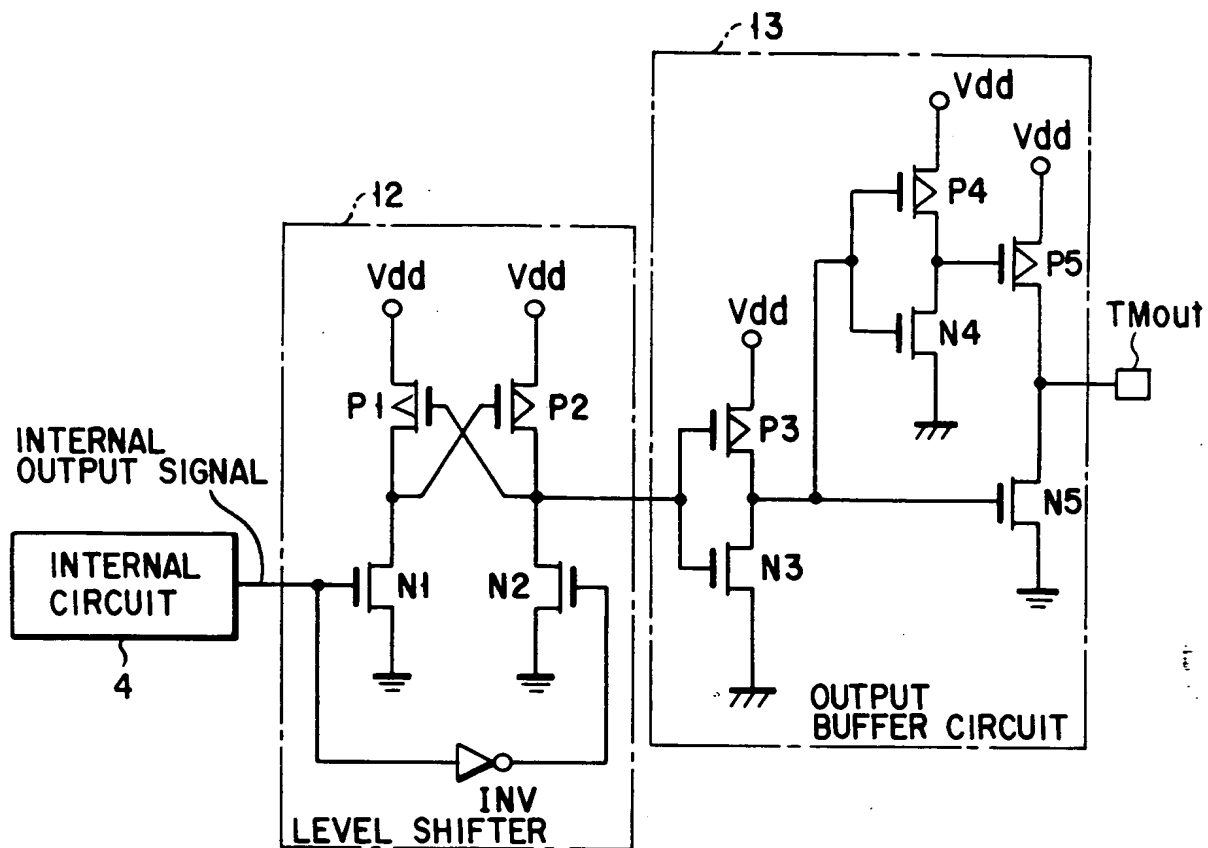 13
Vdd
Vdd
P4
12
P5
Vdd
Vdd
TMout
Vdd
N4
P1
P2
P3
INTERNAL
OUTPUT SIGNAL
N5
INTERNAL
CIRCUIT
N1
N2
N3
4
OUTPUT
BUFFER CIRCUIT
INV
LEVEL SHIFTER